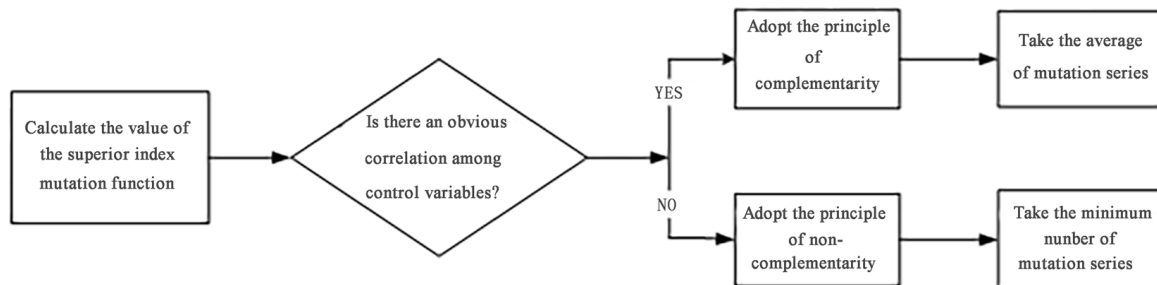 Calculate the value of
the superior index
mutation function
Is there an obvious
correlation among
control variables?
YES
NO
Adopt the principle
of
complementarity
Take the average
of mutation series
Adopt the principle
of non-
complementarity
Take the minimum
nunber of
mutation series